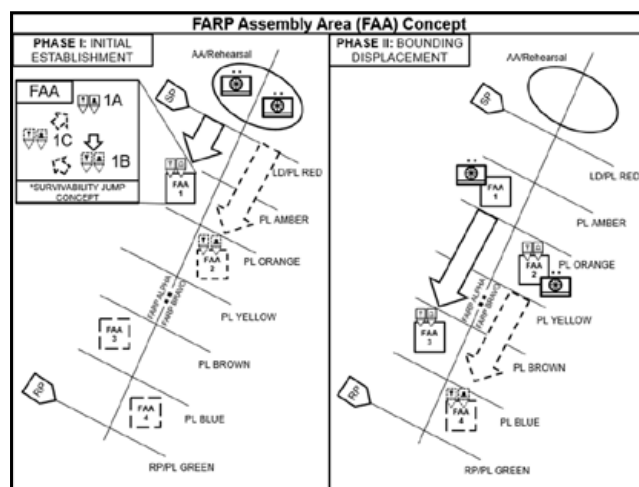 FARP Assembly Area (FAA) Concept
PHASE I: INITIAL
ESTABLISHMENT
AA/Rehearsal
SP
FAA
1A
1C
1B
*SURVIVABILITY JUMP
CONCEPT
FAA
1
LD/PL RED
PL AMBER
FAA
2
PL ORANGE
FARP ALPHA
FARP BRAVO
PL YELLOW
FAA
3
PL BROWN
RP
FAA
4
PL BLUE
RP/PL GREEN
PHASE II: BOUNDING
DISPLACEMENT
AA/Rehearsal
SP
LD/PL RED
FAA
1
PL AMBER
FAA
2
PL ORANGE
FARP ALPHA
FARP BRAVO
PL YELLOW
FAA
3
PL BROWN
RP
FAA
4
PL BLUE
RP/PL GREEN